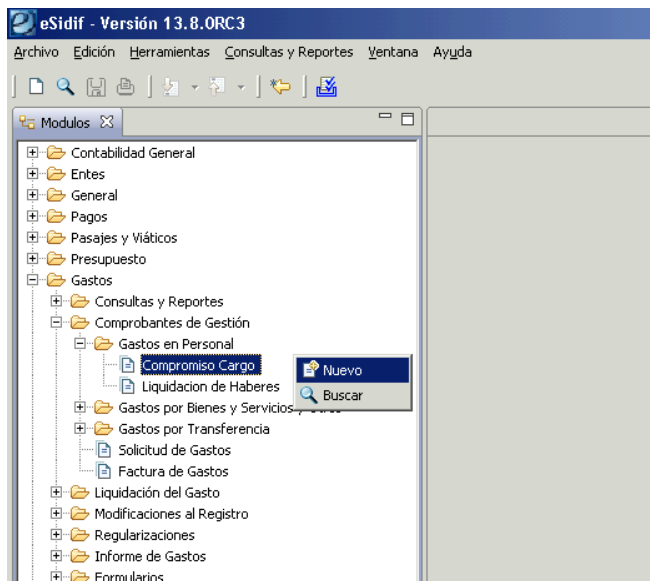 eSidif - Versión 13.8.0RC3
Archivo Edición Herramientas Consultas y Reportes Ventana Ayuda
Modulos
Contabilidad General
Entes
General
Pagos
Pasajes y Viáticos
Presupuesto
Gastos
Consultas y Reportes
Comprobantes de Gestión
Gastos en Personal
Compromiso Cargo
Nuevo
Liquidacion de Haberes
Buscar
Gastos por Bienes y Servicios
Gastos por Transferencia
Solicitud de Gastos
Factura de Gastos
Liquidación del Gasto
Modificaciones al Registro
Regularizaciones
Informe de Gastos
Formularios